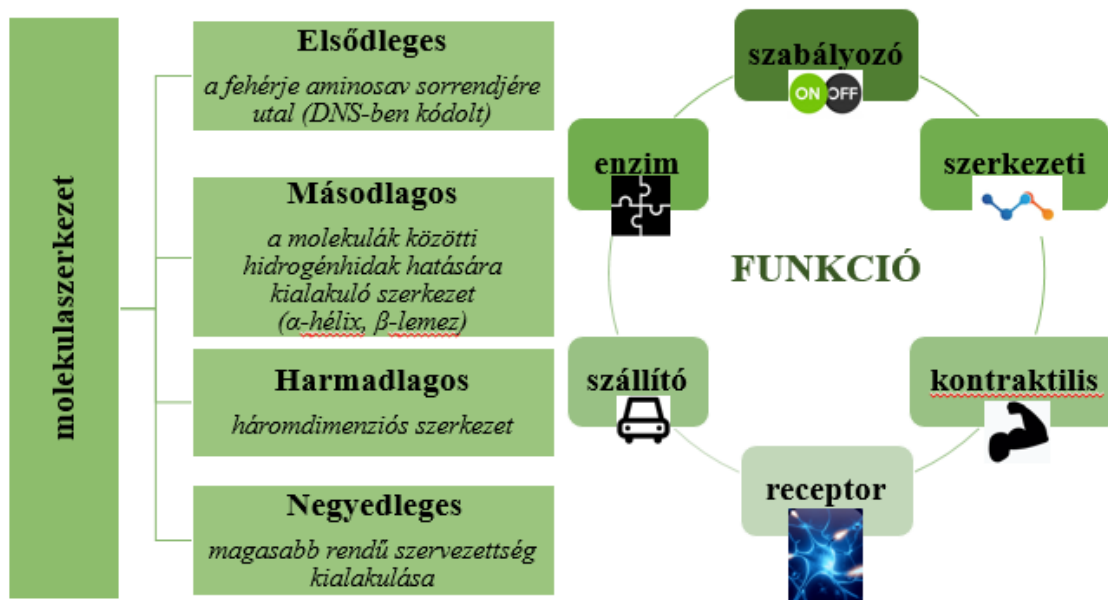 molekulaszerkezet
Elsődleges
a fehérje aminosav sorrendjére
utal (DNS-ben kódolt)
Másodlagos
a molekulák közötti
hidrogénhidak hatására
kialakuló szerkezet
(α-hélix, β-lemez)
Harmadlagos
háromdimenziós szerkezet
Negyedleges
magasabb rendű szervezettség
kialakulása
FUNKCIÓ
szabályozó
ON OFF
szerkezeti
kontraktilis
receptor
szállító
enzim